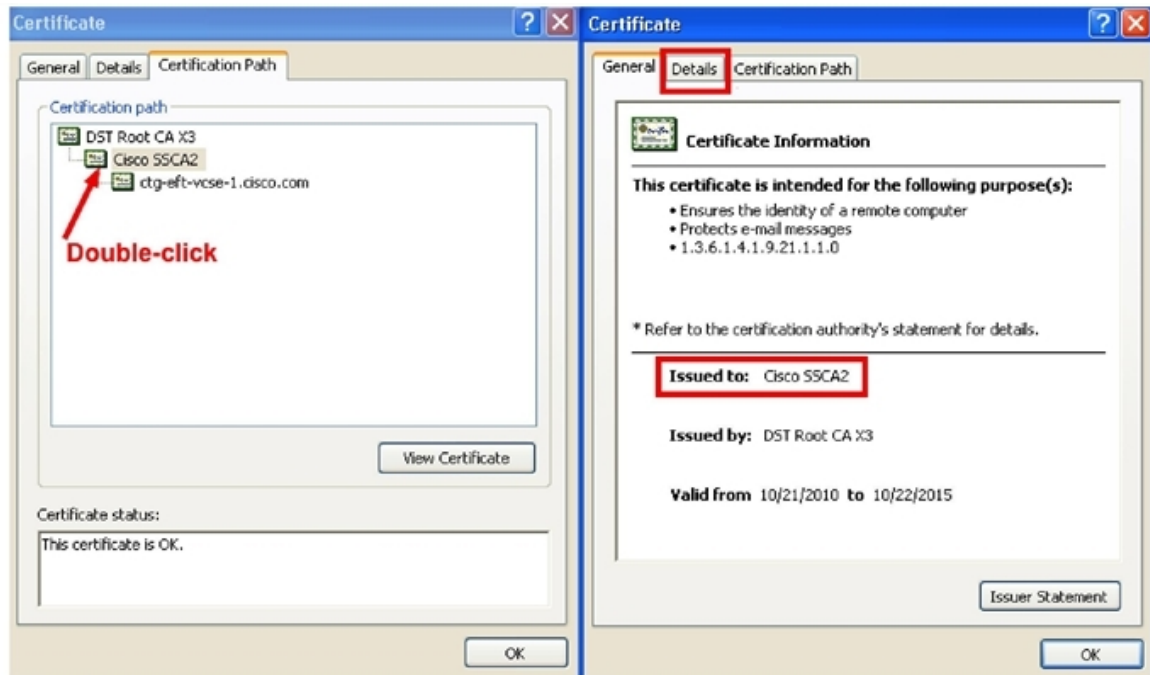 Certificate
General Details Certification Path
Certification path
DST Root CA X3
Cisco SSCA2
ctg-eft-vcse-1.cisco.com
Double-click
View Certificate
Certificate status:
This certificate is OK.
OK
Certificate
General Details Certification Path
Certificate Information
This certificate is intended for the following purpose(s):
• Ensures the identity of a remote computer
• Protects e-mail messages
• 1.3.6.1.4.1.9.21.1.1.0
* Refer to the certification authority's statement for details.
Issued to: Cisco SSCA2
Issued by: DST Root CA X3
Valid from 10/21/2010 to 10/22/2015
Issuer Statement
OK